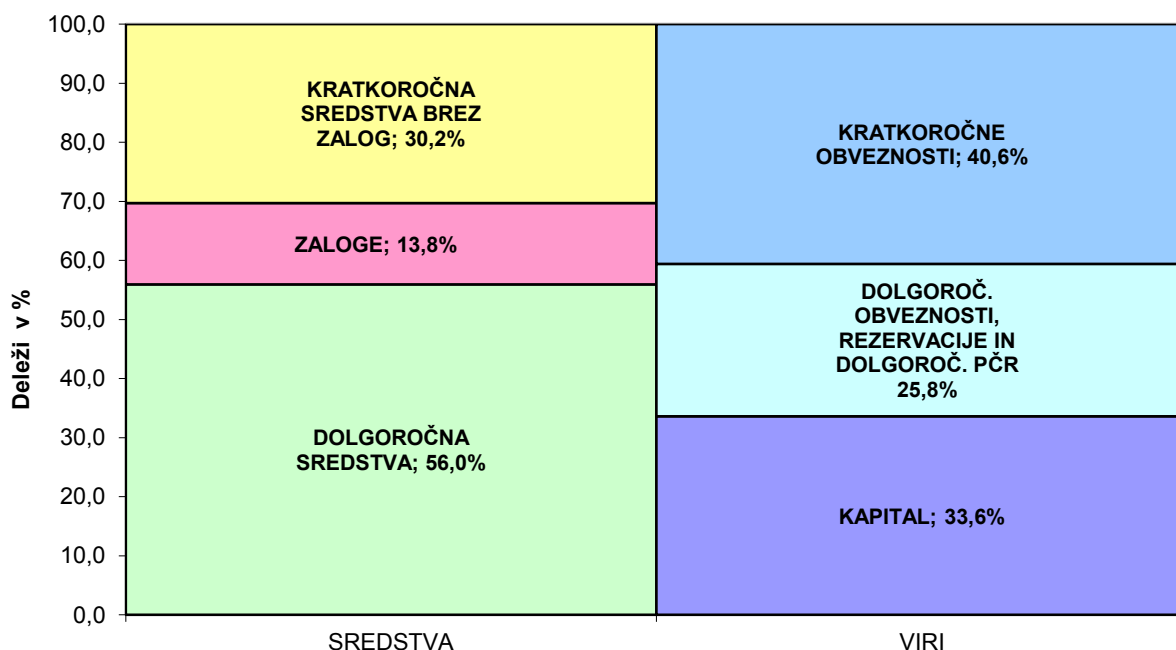 100,0
90,0
80,0
70,0
60,0
50,0
40,0
30,0
20,0
10,0
0,0
Deleži v %
KRATKOROČNA
SREDSTVA BREZ
ZALOG; 30,2%
ZALOGE; 13,8%
DOLGOROČNA
SREDSTVA; 56,0%
KRATKOROČNE
OBVEZNOSTI; 40,6%
DOLGOROČ.
OBVEZNOSTI,
REZERVACIJE IN
DOLGOROČ. PČR
25,8%
KAPITAL; 33,6%
SREDSTVA
VIRI